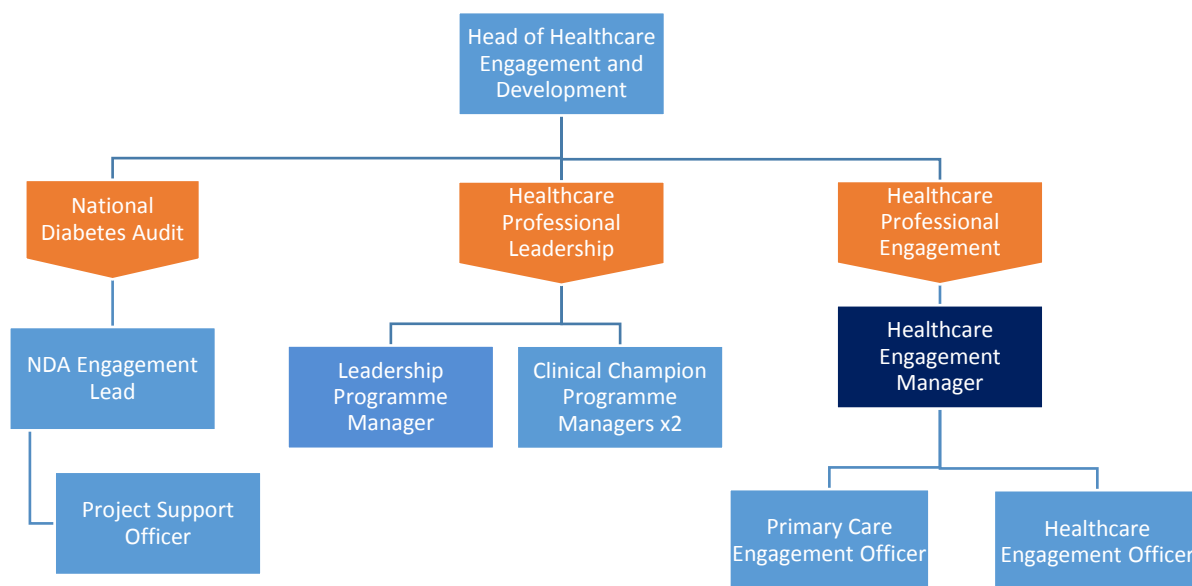 Head of Healthcare
Engagement and
Development
National
Diabetes Audit
Healthcare
Professional
Leadership
Healthcare
Professional
Engagement
NDA Engagement
Lead
Leadership
Programme
Manager
Clinical Champion
Programme
Managers x2
Healthcare
Engagement
Manager
Project Support
Officer
Primary Care
Engagement Officer
Healthcare
Engagement Officer